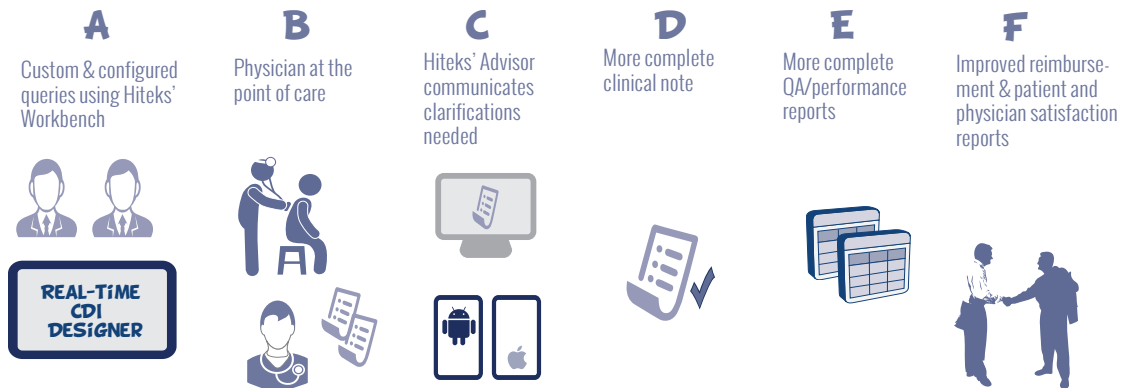 A
Custom & configured
queries using Hiteks'
Workbench
REAL-TIME
CDI
DESIGNER
B
Physician at the
point of care
C
Hiteks' Advisor
communicates
clarifications
needed
D
More complete
clinical note
E
More complete
QA/performance
reports
F
Improved reimburse-
ment & patient and
physician satisfaction
reports